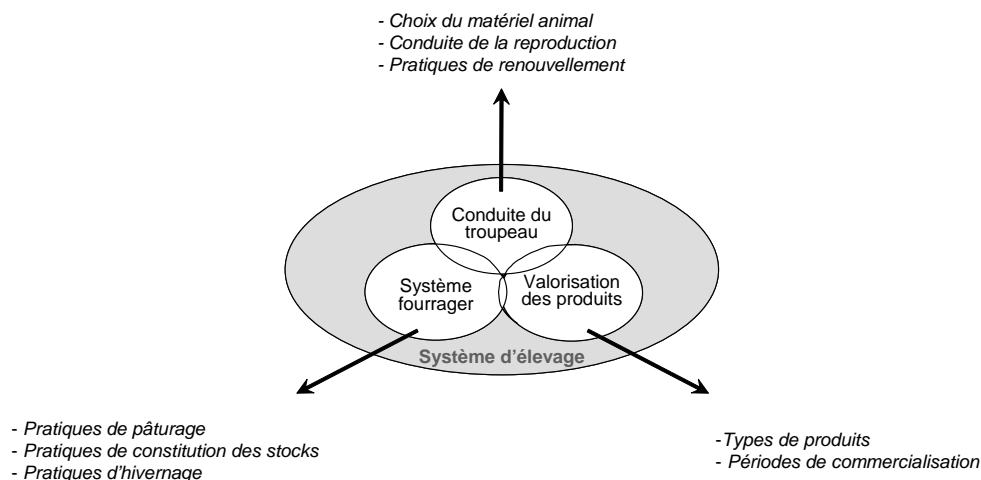 - Choix du matériel animal
- Conduite de la reproduction
- Pratiques de renouvellement
Conduite du
troupeau
Système
fourrager
Valorisation
des produits
Système d'élevage
- Pratiques de pâturage
- Pratiques de constitution des stocks
- Pratiques d'hivernage
-Types de produits
- Périodes de commercialisation